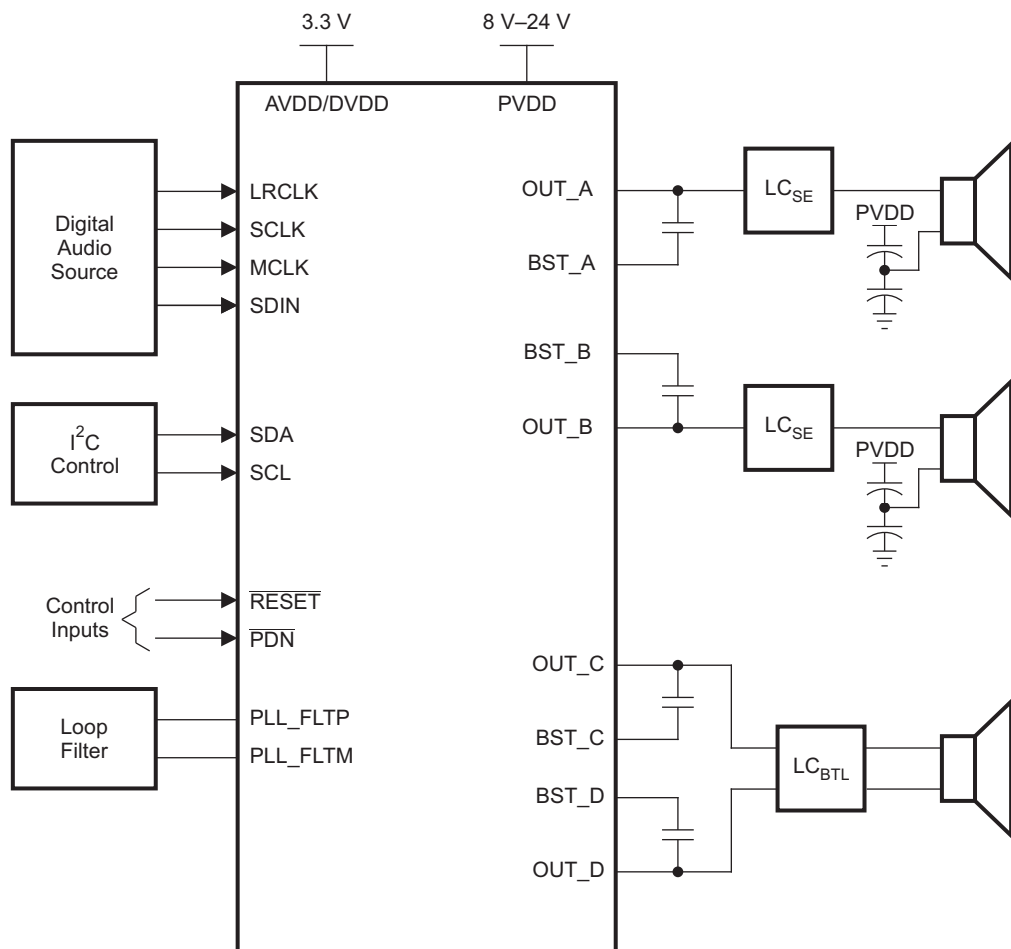 3.3 V
8 V–24 V
AVDD/DVDD
PVDD
Digital
Audio
Source
LRCLK
SCLK
MCLK
SDIN
OUT_A
BST_A
LC_SE
PVDD
BST_B
OUT_B
LC_SE
PVDD
I²C
Control
SDA
SCL
Control
Inputs
RESET
PDN
Loop
Filter
PLL_FLTP
PLL_FLTM
OUT_C
BST_C
BST_D
OUT_D
LC_BTL